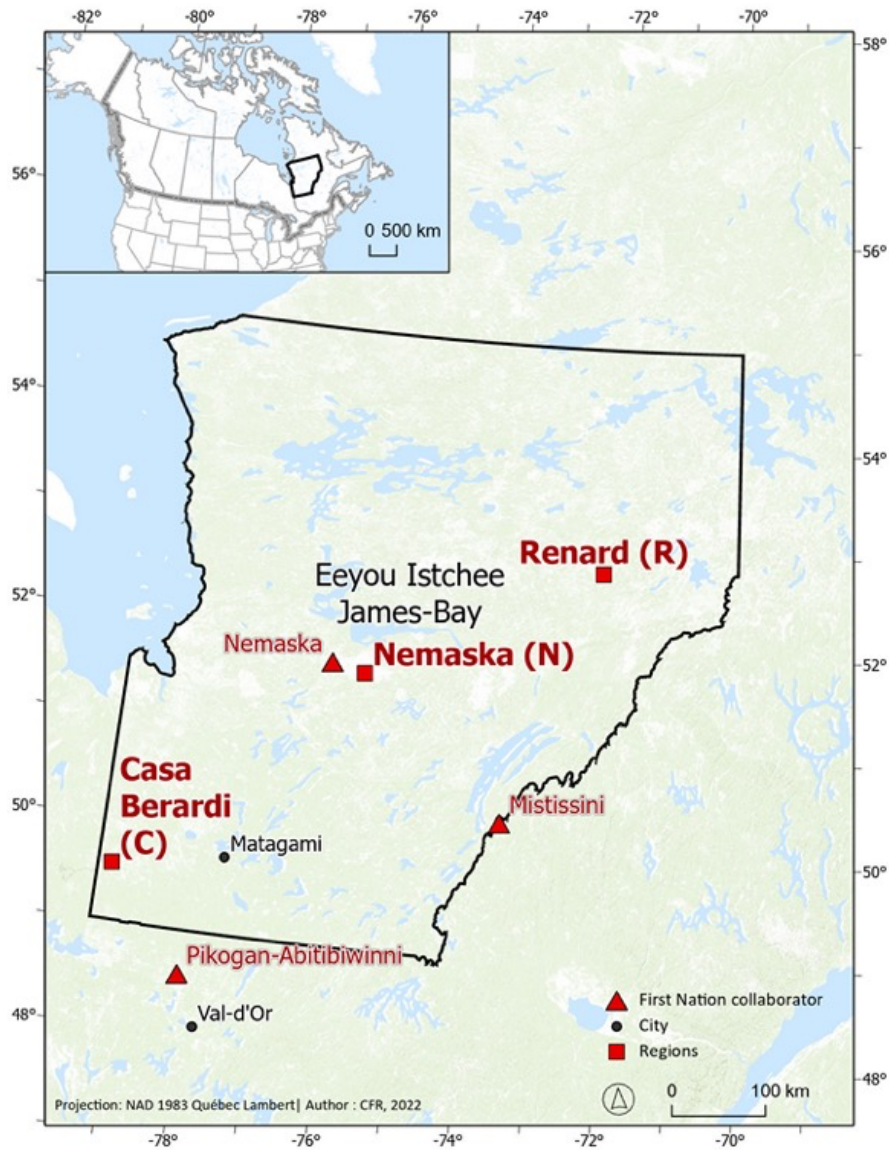 -82 -80 -78 -76 -74 -72 -70
58°
56°
56°
54°
54°
52°
52°
50°
50°
48°
48°
0 500 km
Renard (R)
Eeyou Istchee
James-Bay
Nemaska
Nemaska (N)
Casa
Berardi
(C)
Matagami
Mistissini
Pikogan-Abitibiwinni
Val-d'Or
First Nation collaborator
City
Regions
0 100 km
Projection: NAD 1983 Québec Lambert| Author : CFR, 2022
-78° -76° -74° -72° -70°